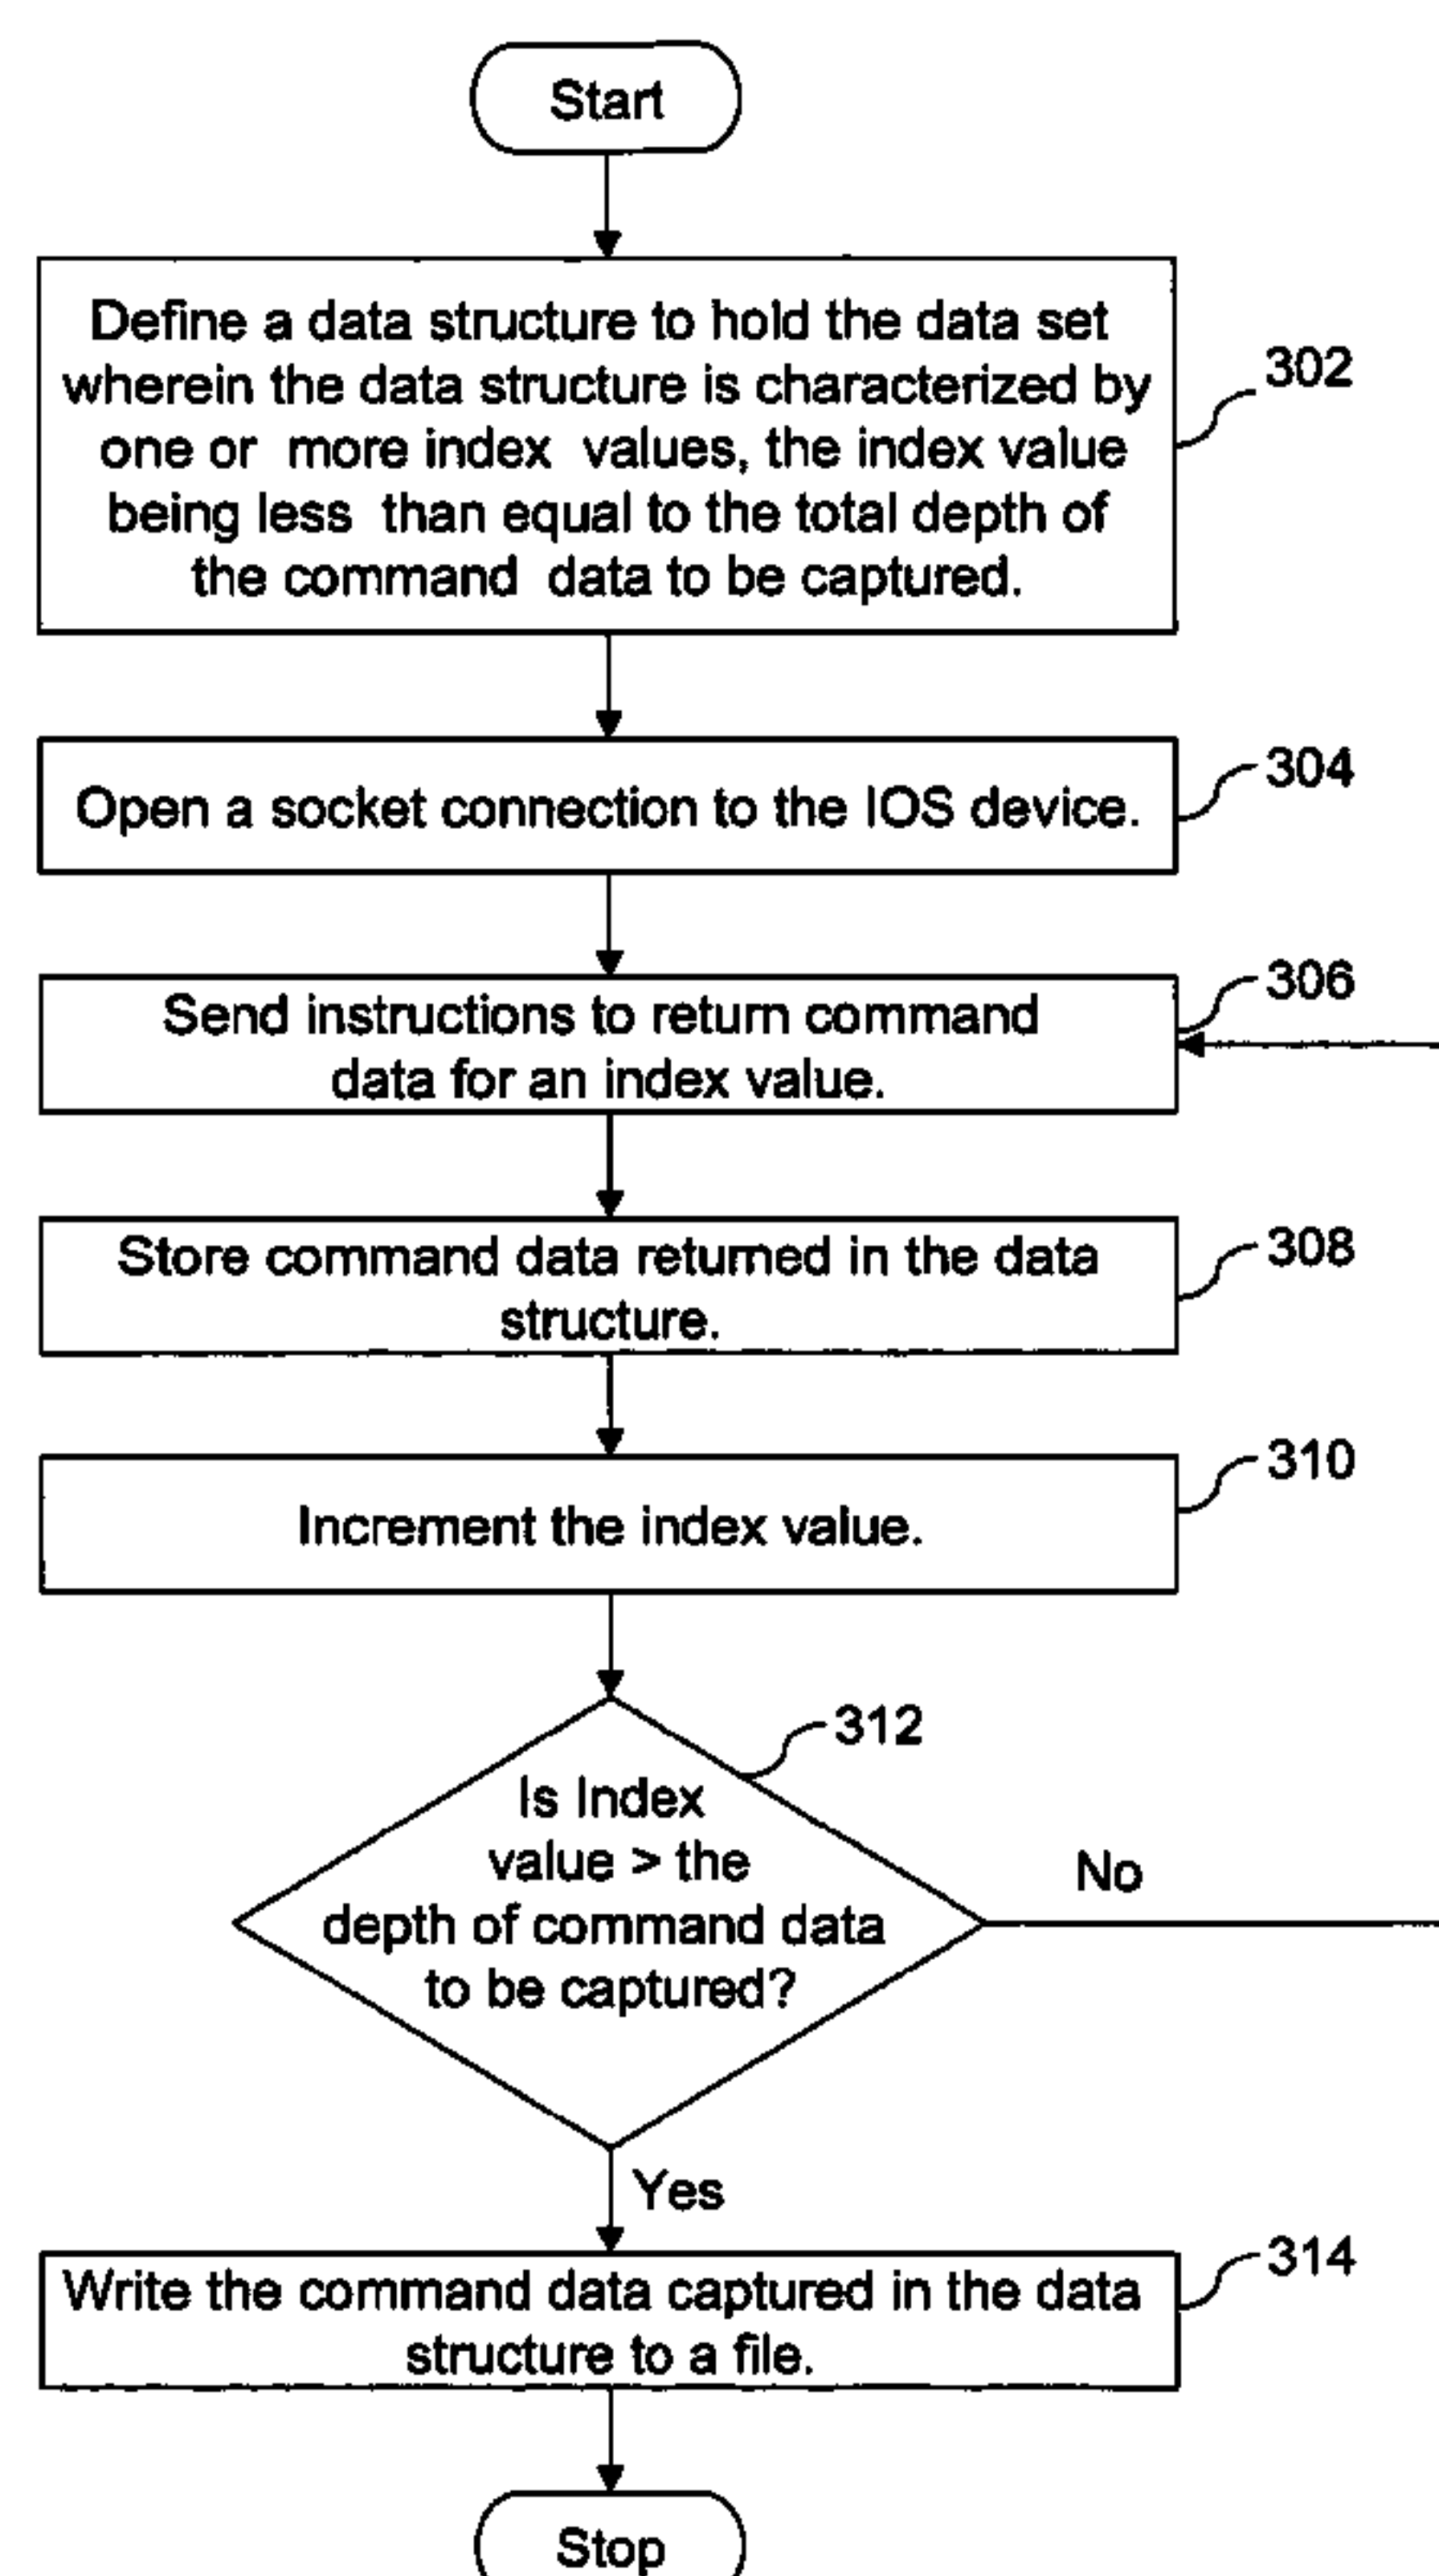 Start
Define a data structure to hold the data set
wherein the data structure is characterized by
one or more index values, the index value
being less than equal to the total depth of
the command data to be captured.
302
Open a socket connection to the IOS device.
304
Send instructions to return command
data for an index value.
306
Store command data returned in the data
structure.
308
Increment the index value.
310
312
Is Index
value > the
depth of command data
to be captured?
No
Yes
Write the command data captured in the data
structure to a file.
314
Stop